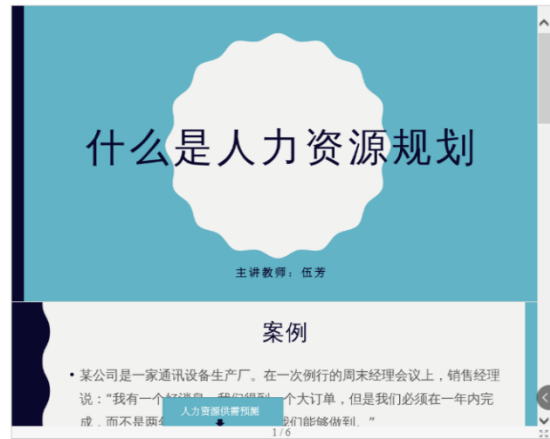 什么是人力资源规划
主讲教师：伍芳
案例
• 某公司是一家通讯设备生产厂。在一次例行的周末经理会议上，销售经理
说：“我有一个好消息，我们得到一个大订单，但是我们必须在一年内完
成，而不是两年 我们能够做到。”
人力资源供需预测
1 / 6